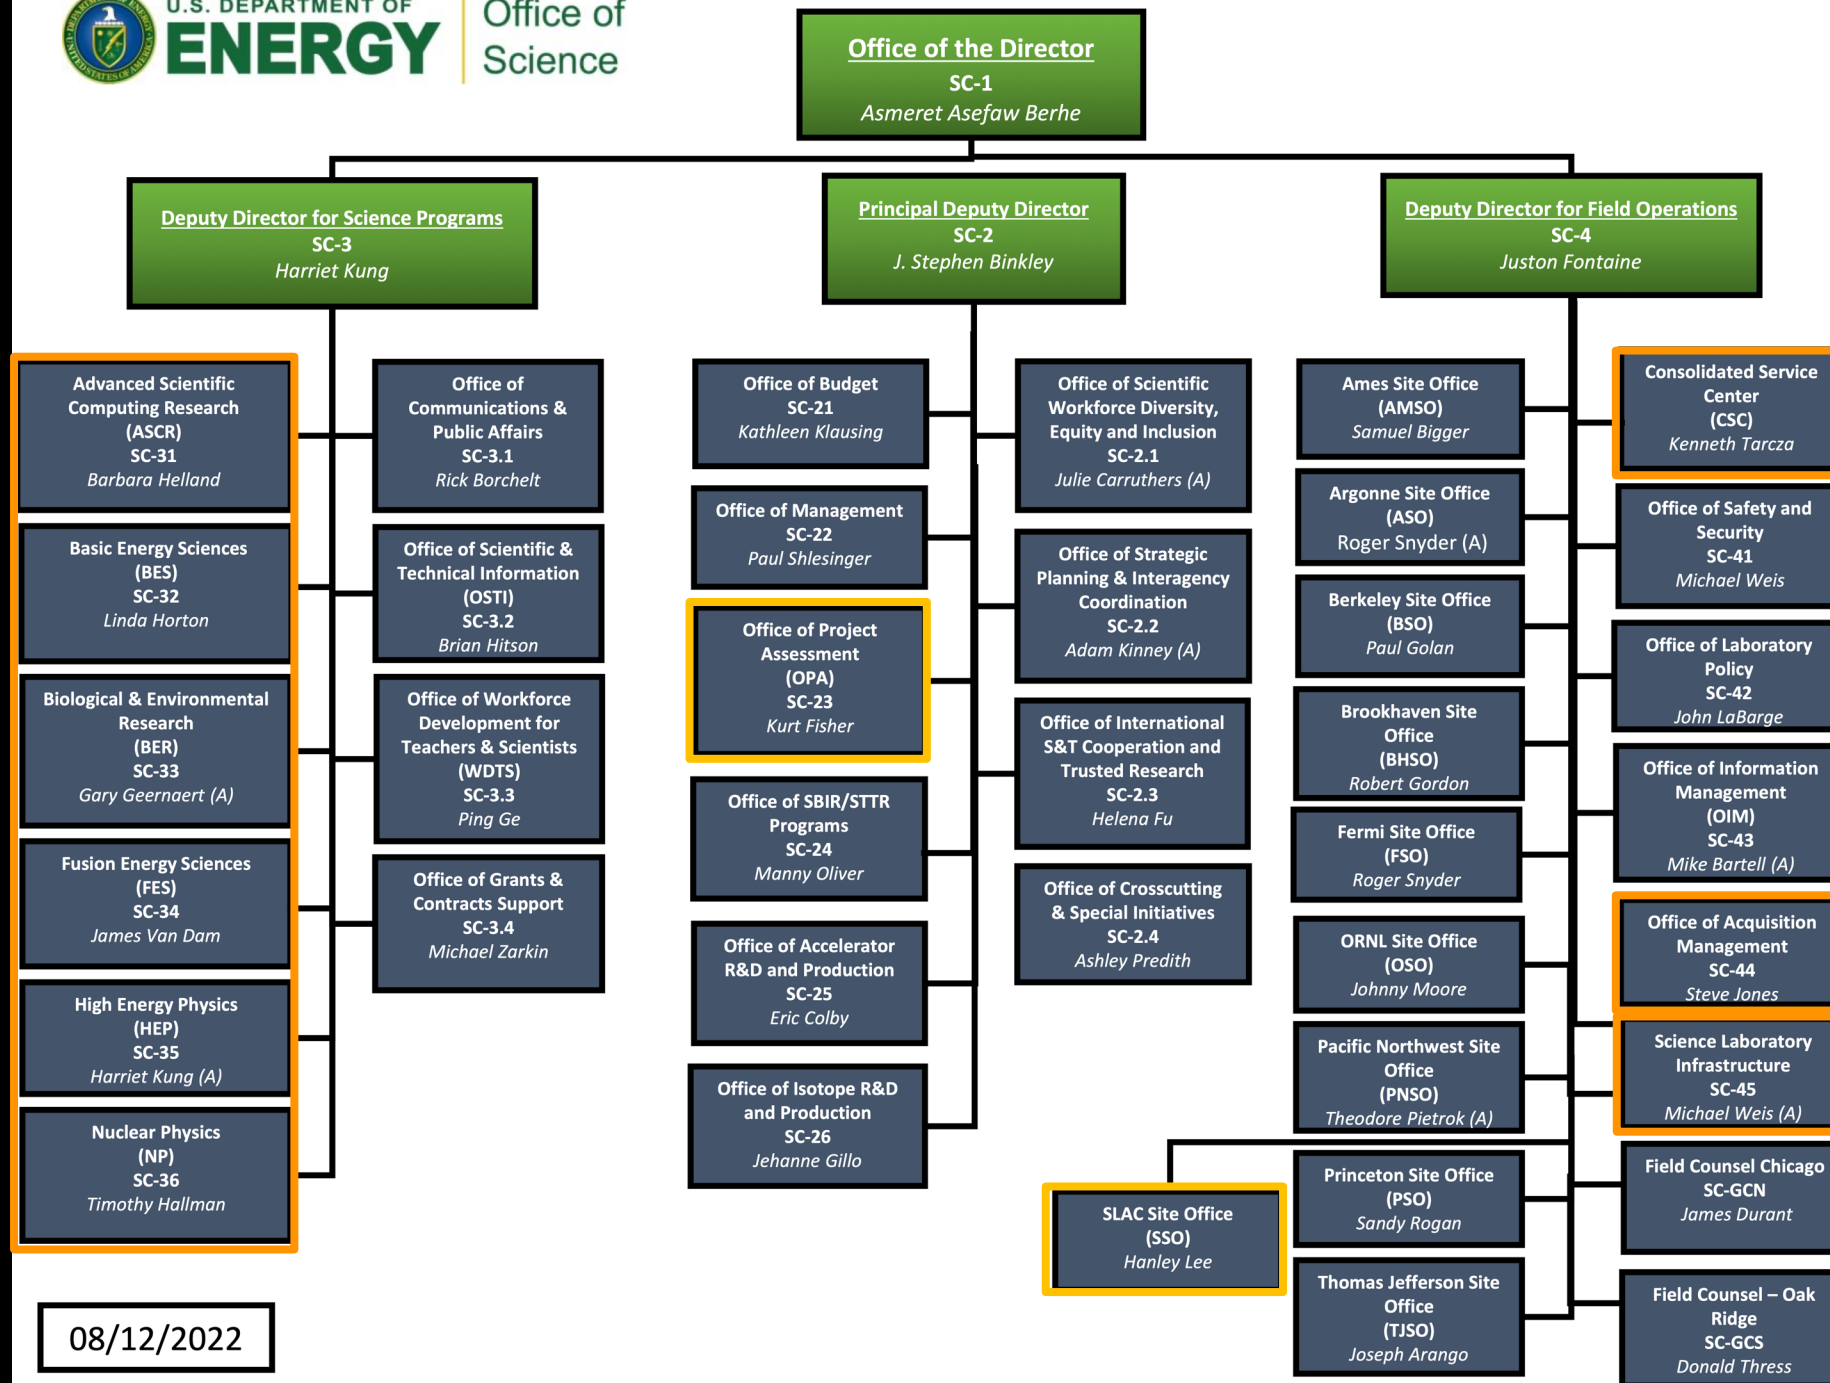 U.S. DEPARTMENT OF
ENERGY
Office of
Science
Office of the Director
SC-1
Asmeret Asefaw Berhe
Deputy Director for Science Programs
SC-3
Harriet Kung
Principal Deputy Director
SC-2
J. Stephen Binkley
Deputy Director for Field Operations
SC-4
Juston Fontaine
Advanced Scientific
Computing Research
(ASCR)
SC-31
Barbara Helland
Basic Energy Sciences
(BES)
SC-32
Linda Horton
Biological & Environmental
Research
(BER)
SC-33
Gary Geernaert (A)
Fusion Energy Sciences
(FES)
SC-34
James Van Dam
High Energy Physics
(HEP)
SC-35
Harriet Kung (A)
Nuclear Physics
(NP)
SC-36
Timothy Hallman
Office of
Communications &
Public Affairs
SC-3.1
Rick Borchelt
Office of Scientific &
Technical Information
(OSTI)
SC-3.2
Brian Hitson
Office of Workforce
Development for
Teachers & Scientists
(WDTS)
SC-3.3
Ping Ge
Office of Grants &
Contracts Support
SC-3.4
Michael Zarkin
Office of Budget
SC-21
Kathleen Klausing
Office of Management
SC-22
Paul Shlesinger
Office of Project
Assessment
(OPA)
SC-23
Kurt Fisher
Office of SBIR/STTR
Programs
SC-24
Manny Oliver
Office of Accelerator
R&D and Production
SC-25
Eric Colby
Office of Isotope R&D
and Production
SC-26
Jehanne Gillo
Office of Scientific
Workforce Diversity,
Equity and Inclusion
SC-2.1
Julie Carruthers (A)
Office of Strategic
Planning & Interagency
Coordination
SC-2.2
Adam Kinney (A)
Office of International
S&T Cooperation and
Trusted Research
SC-2.3
Helena Fu
Office of Crosscutting
& Special Initiatives
SC-2.4
Ashley Predith
Ames Site Office
(AMSO)
Samuel Bigger
Argonne Site Office
(ASO)
Roger Snyder (A)
Berkeley Site Office
(BSO)
Paul Golan
Brookhaven Site
Office
(BHSO)
Robert Gordon
Fermi Site Office
(FSO)
Roger Snyder
ORNL Site Office
(OSO)
Johnny Moore
Pacific Northwest Site
Office
(PNSO)
Theodore Pietrok (A)
Princeton Site Office
(PSO)
Sandy Rogan
SLAC Site Office
(SSO)
Hanley Lee
Thomas Jefferson Site
Office
(TJSO)
Joseph Arango
Consolidated Service
Center
(CSC)
Kenneth Tarcza
Office of Safety and
Security
SC-41
Michael Weis
Office of Laboratory
Policy
SC-42
John LaBarge
Office of Information
Management
(OIM)
SC-43
Mike Bartell (A)
Office of Acquisition
Management
SC-44
Steve Jones
Science Laboratory
Infrastructure
SC-45
Michael Weis (A)
Field Counsel Chicago
SC-GCN
James Durant
Field Counsel – Oak
Ridge
SC-GCS
Donald Thress
08/12/2022